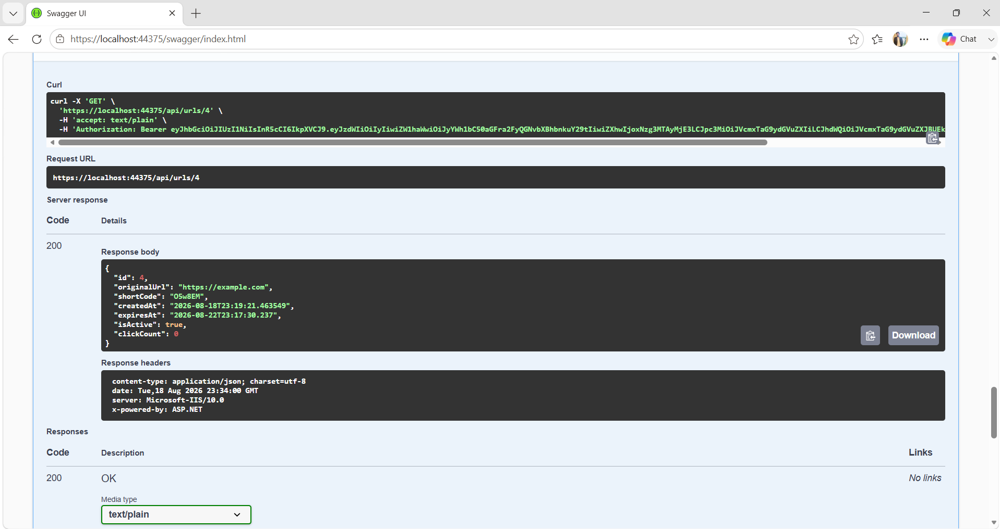 Swagger UI
https://localhost:44375/swagger/index.html
Chat
Curl
curl -X 'GET' \
'https://localhost:44375/api/urls/4' \
-H 'accept: text/plain' \
-H 'Authorization: Bearer eyJhbGciOiJIUzI1NiIsInR5cCI6IkpXVCJ9.eyJzdWIiOiIyIiwiZW1haWwiOiJyYWh1bC50aGFra2FyQGNvbXBhbnkuY29tIiwiZXhwIjoxNzg3MTAyMjE3LCJpc3MiOiJVcmxTaG9ydGVuZXIiLCJhdWQiOiJVcmxTaG9ydGVuZXJBUEk
Request URL
https://localhost:44375/api/urls/4
Server response
Code Details
200
Response body
{
"id": 4,
"originalUrl": "https://example.com",
"shortCode": "O5w8EM",
"createdAt": "2026-08-18T23:19:21.463549",
"expiresAt": "2026-08-22T23:17:30.237",
"isActive": true,
"clickCount": 0
}
Download
Response headers
content-type: application/json; charset=utf-8
date: Tue,18 Aug 2026 23:34:00 GMT
server: Microsoft-IIS/10.0
x-powered-by: ASP.NET
Responses
Code Description Links
200 OK No links
Media type
text/plain